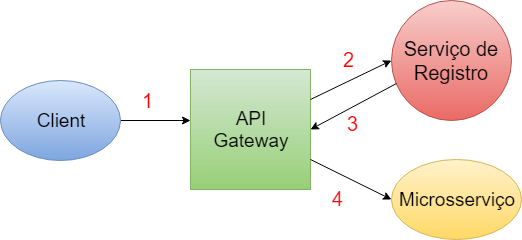 Client
1
API
Gateway
2
3
4
Serviço de
Registro
Microsserviço